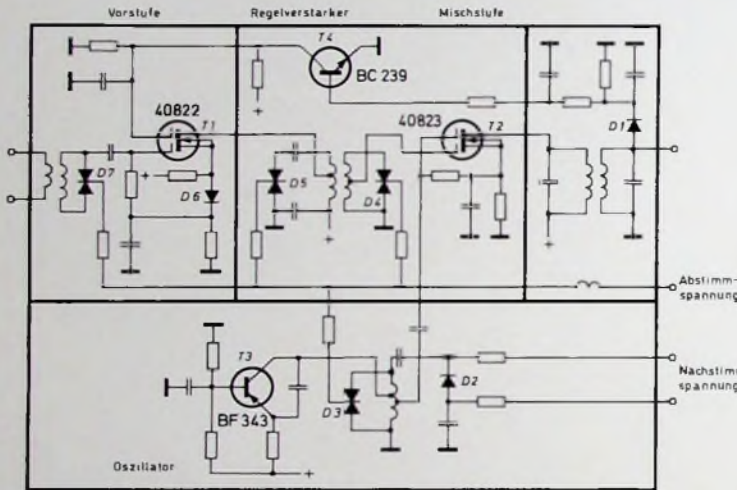 Vorstufe Regelverstärker Mischstufe
T4
BC 239
40822
T1
40823
T2
D1
D7
D6
D5
D4
Abstimm-
spannung
T3
BF 343
D3
D2
Nachstimm
spannung
Oszillator
+
+
+
+
+